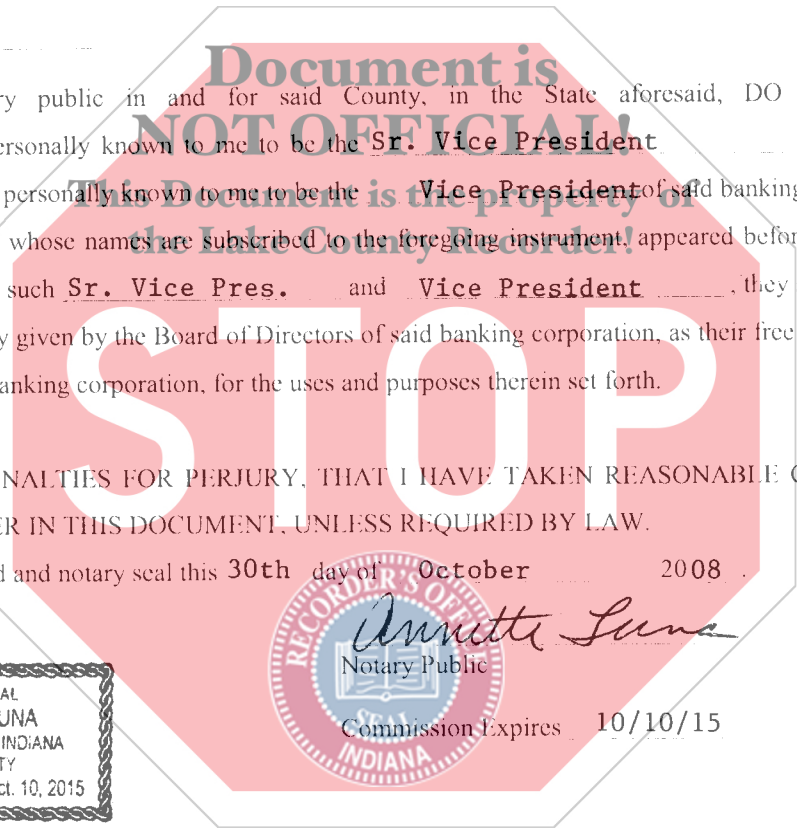 Document is
ry public in and for said County, in the State aforesaid, DO
NOT OFFICIAL!
ersonally known to me to be the Sr. Vice President
This Document is the property of
personally known to me to be the Vice President of said banking
the Lake County Recorder!
whose names are subscribed to the foregoing instrument, appeared befor
such Sr. Vice Pres. and Vice President, they
y given by the Board of Directors of said banking corporation, as their free
anking corporation, for the uses and purposes therein set forth.
STOP
NALTIES FOR PERJURY, THAT I HAVE TAKEN REASONABLE C
ER IN THIS DOCUMENT, UNLESS REQUIRED BY LAW.
d and notary seal this 30th day of October 2008.
Annette Luna
Notary Public
RECORDER'S OFFICE
SEAL
INDIANA
Commission Expires 10/10/15
AL
UNA
INDIANA
TY
ct. 10, 2015